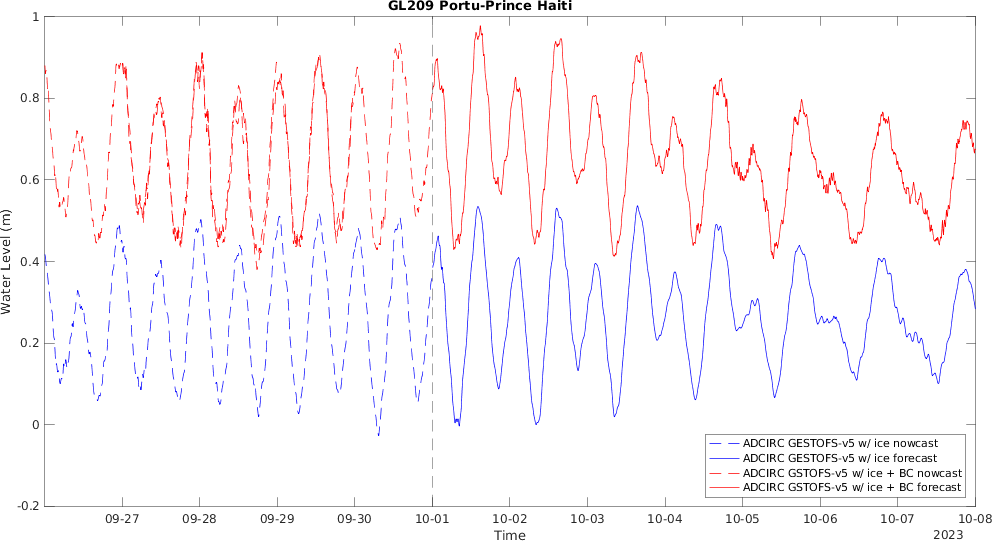 GL209 Portu-Prince Haiti
1
0.8
0.6
0.4
0.2
0
-0.2
Water Level (m)
ADCIRC GESTOFS-v5 w/ ice nowcast
ADCIRC GESTOFS-v5 w/ ice forecast
ADCIRC GSTOFS-v5 w/ ice + BC nowcast
ADCIRC GSTOFS-v5 w/ ice + BC forecast
09-27 09-28 09-29 09-30 10-01 10-02 10-03 10-04 10-05 10-06 10-07 10-08
Time
2023